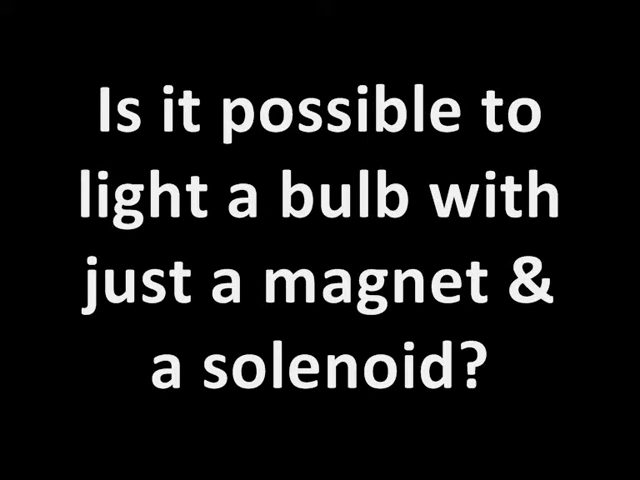 Is it possible to
light a bulb with
just a magnet &
a solenoid?